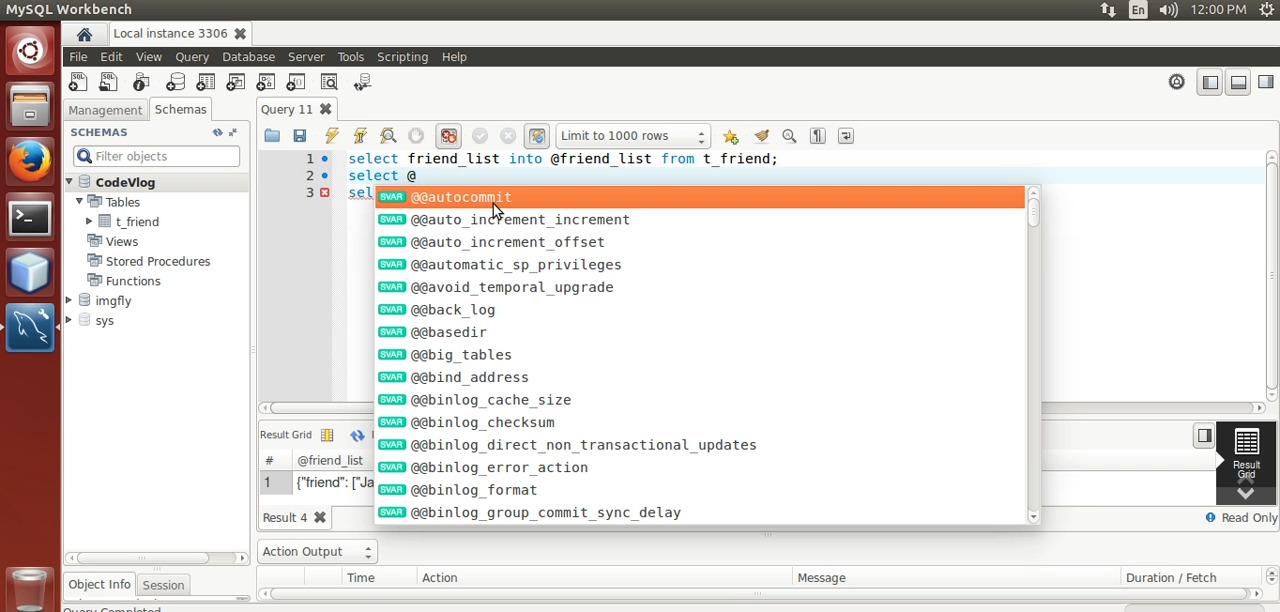 MySQL Workbench En 12:00 PM
Local instance 3306
File Edit View Query Database Server Tools Scripting Help
Management Schemas Query 11
SCHEMAS
Limit to 1000 rows
Filter objects
CodeVlog
Tables
t_friend
Views
Stored Procedures
Functions
imgfly
sys
1 select friend_list into @friend_list from t_friend;
2 select @
3 sel
SVAR @@autocommit
SVAR @@auto_increment_increment
SVAR @@auto_increment_offset
SVAR @@automatic_sp_privileges
SVAR @@avoid_temporal_upgrade
SVAR @@back_log
SVAR @@basedir
SVAR @@big_tables
SVAR @@bind_address
SVAR @@binlog_cache_size
SVAR @@binlog_checksum
SVAR @@binlog_direct_non_transactional_updates
SVAR @@binlog_error_action
SVAR @@binlog_format
SVAR @@binlog_group_commit_sync_delay
Result Grid
# @friend_list
1 {"friend": ["Ja
Result Grid
Result 4
Read Only
Action Output
Time Action Message Duration / Fetch
Object Info Session
Query Completed